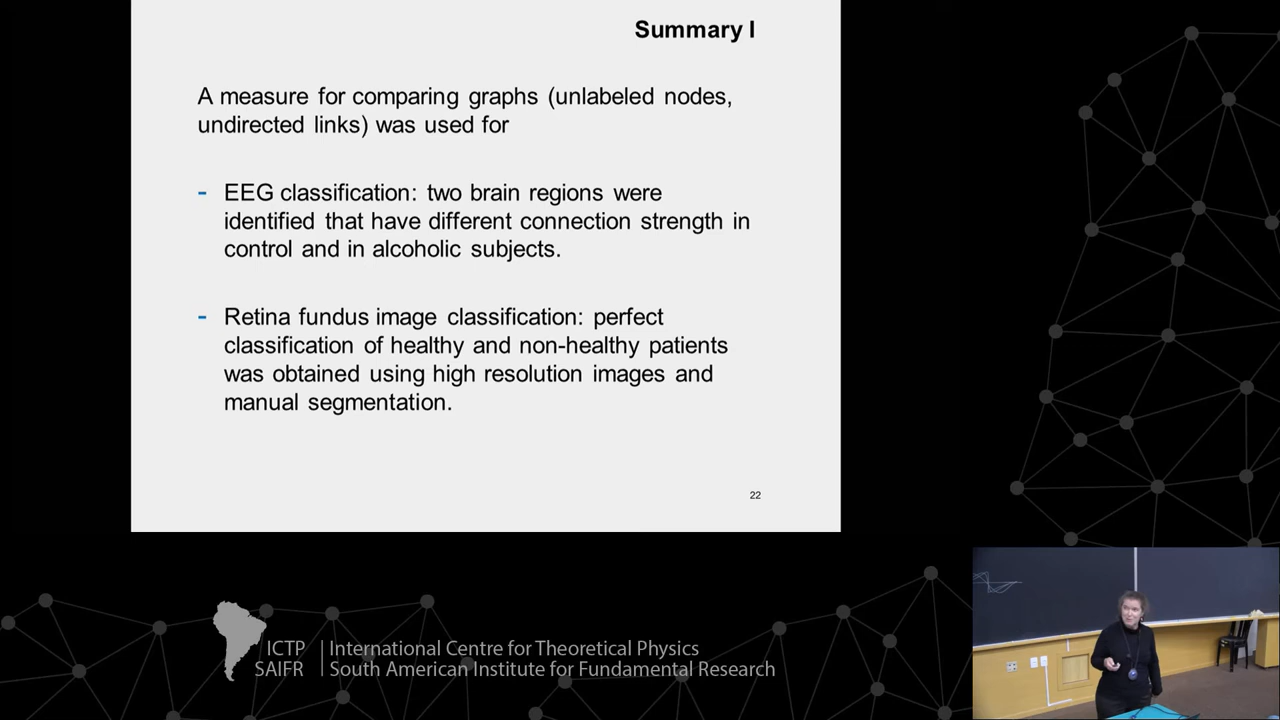 Summary I
A measure for comparing graphs (unlabeled nodes,
undirected links) was used for
- EEG classification: two brain regions were
identified that have different connection strength in
control and in alcoholic subjects.
- Retina fundus image classification: perfect
classification of healthy and non-healthy patients
was obtained using high resolution images and
manual segmentation.
22
ICTP
SAIFR
International Centre for Theoretical Physics
South American Institute for Fundamental Research